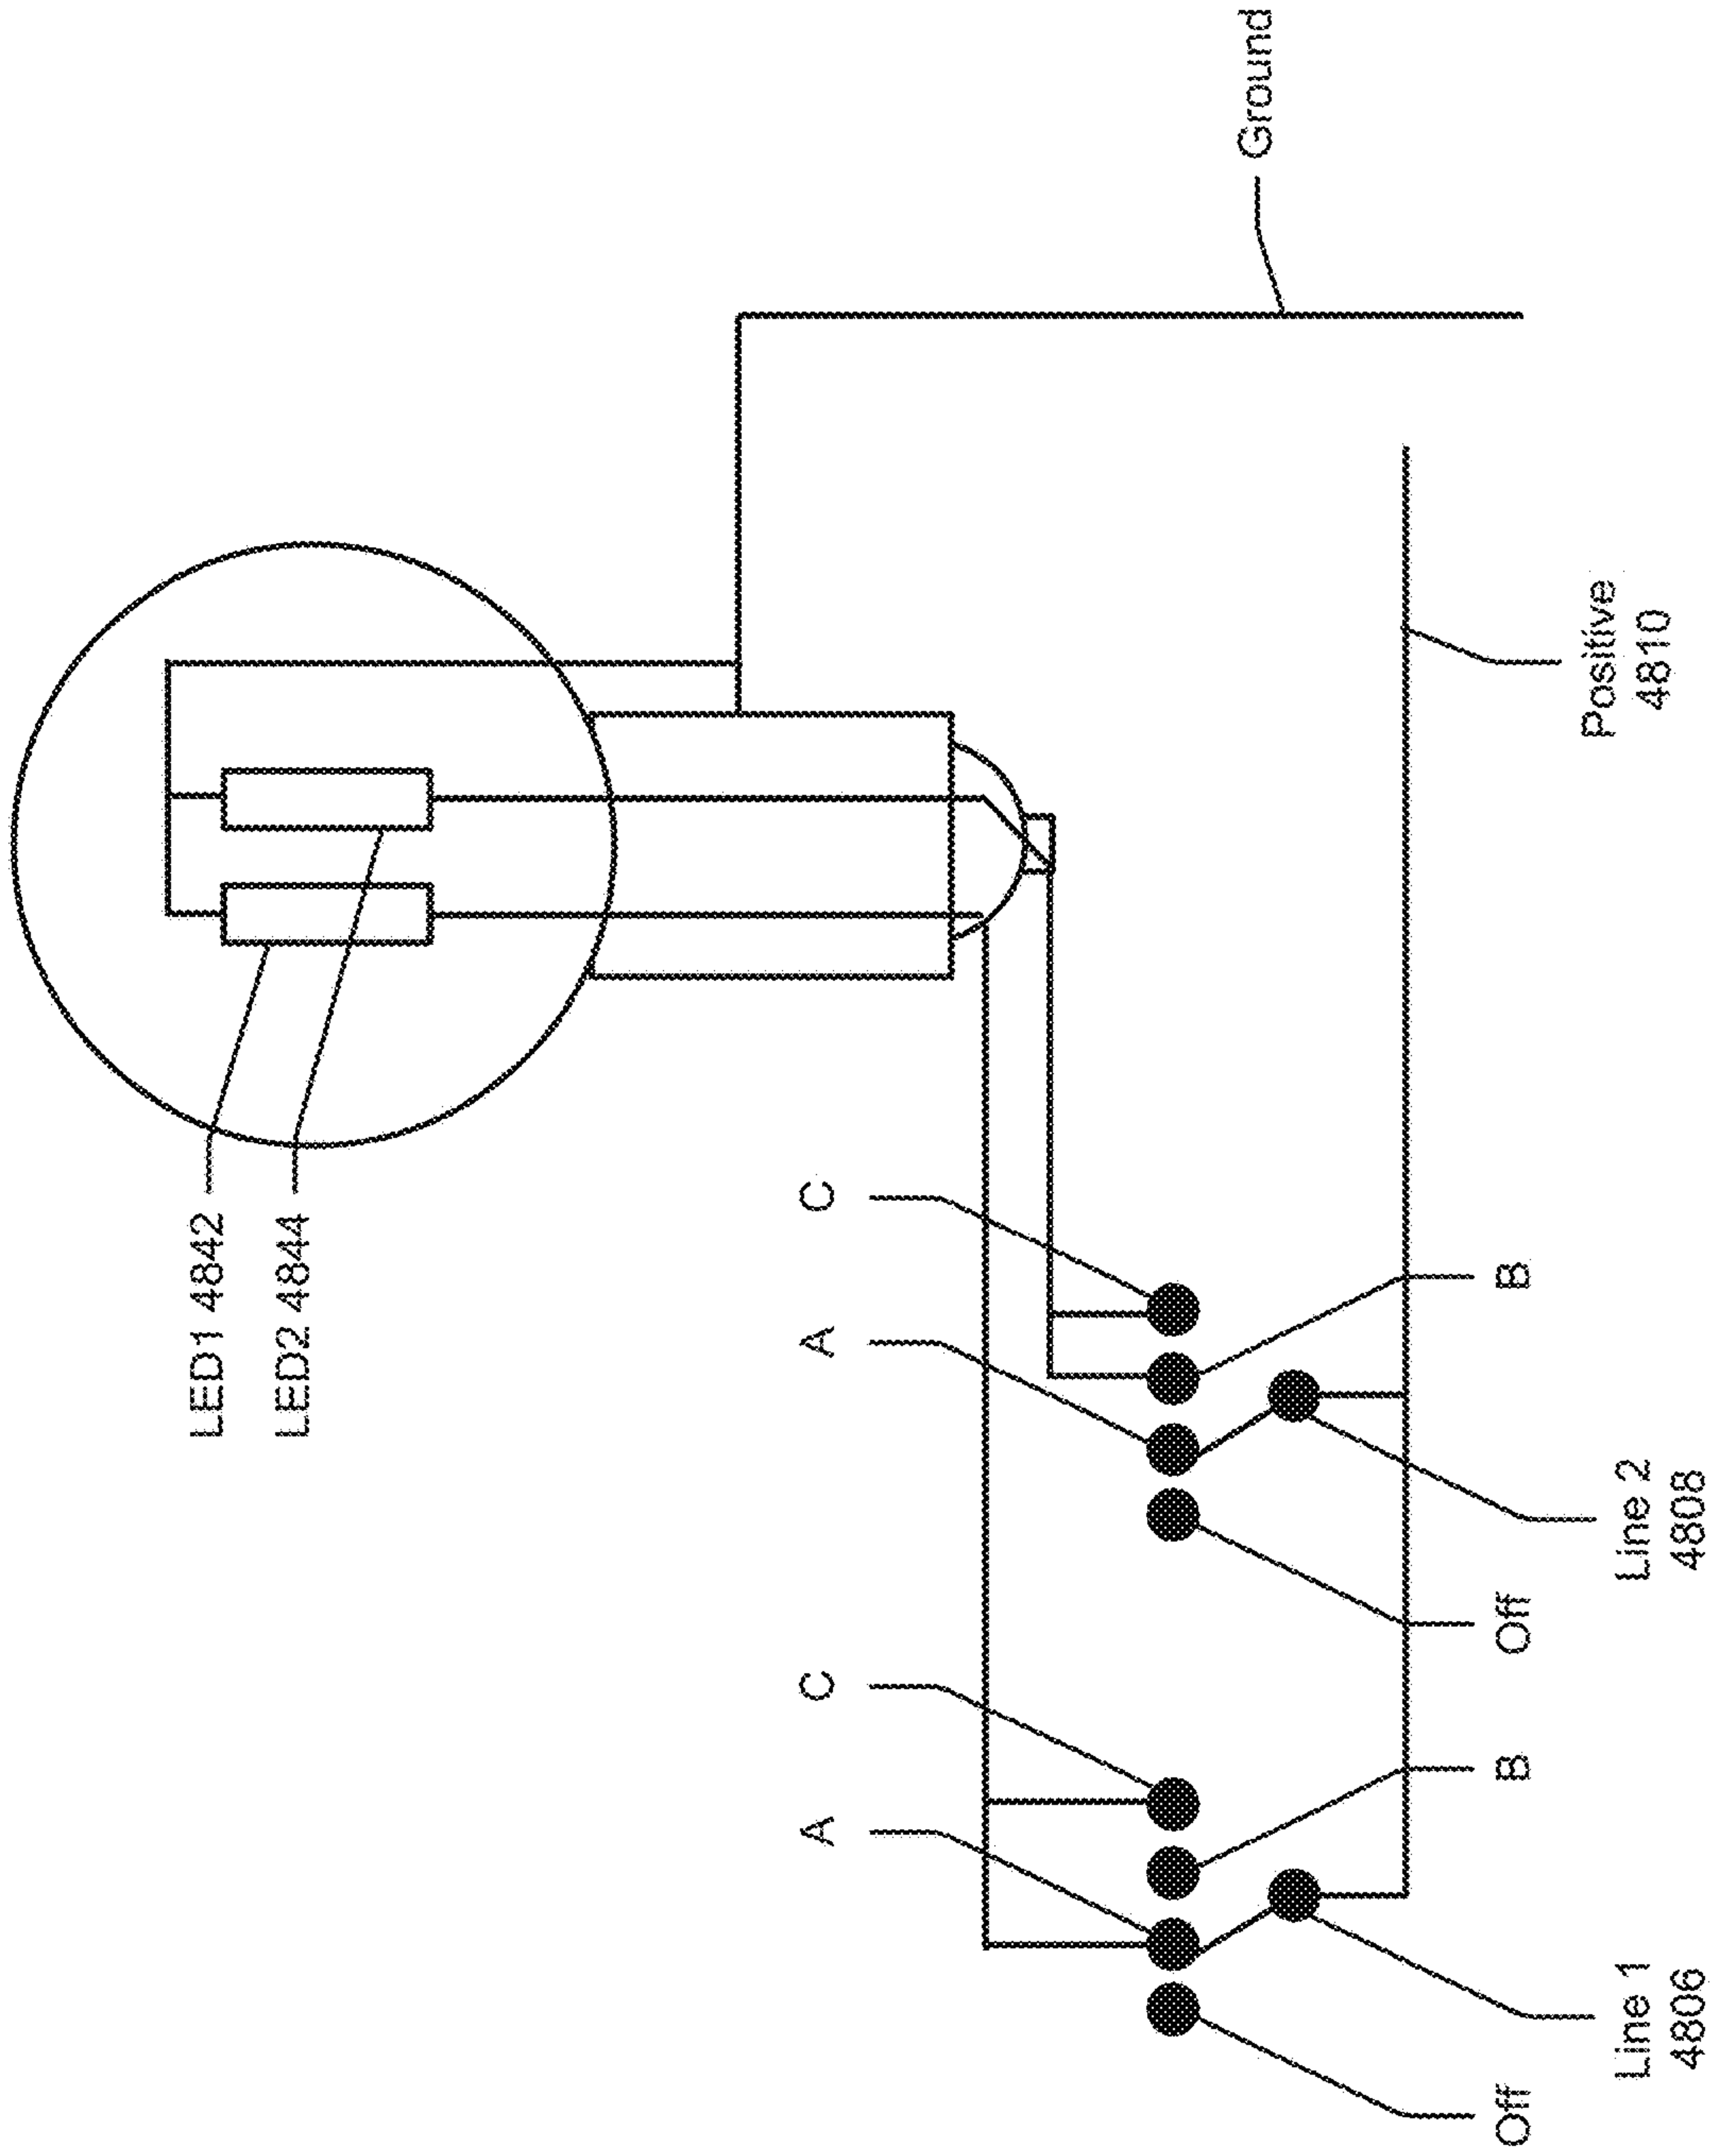 LED1 4842
LED2 4844
Ground
C
A
C
A
B
Off
B
Off
Positive
4810
Line 2
4808
Line 1
4806